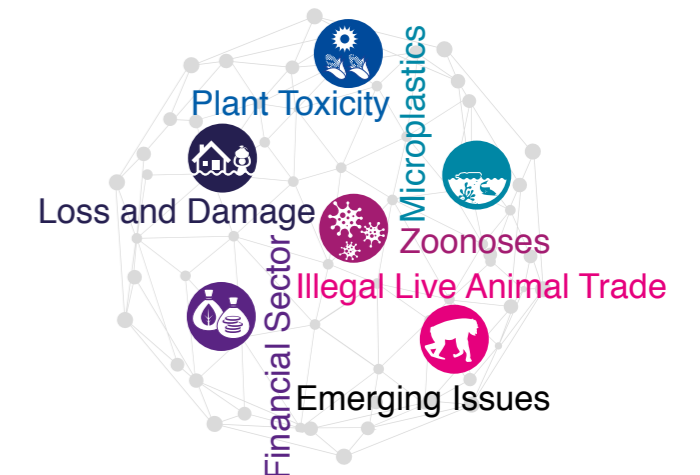 Plant Toxicity
Microplastics
Loss and Damage
Zoonoses
Financial Sector
Illegal Live Animal Trade
Emerging Issues